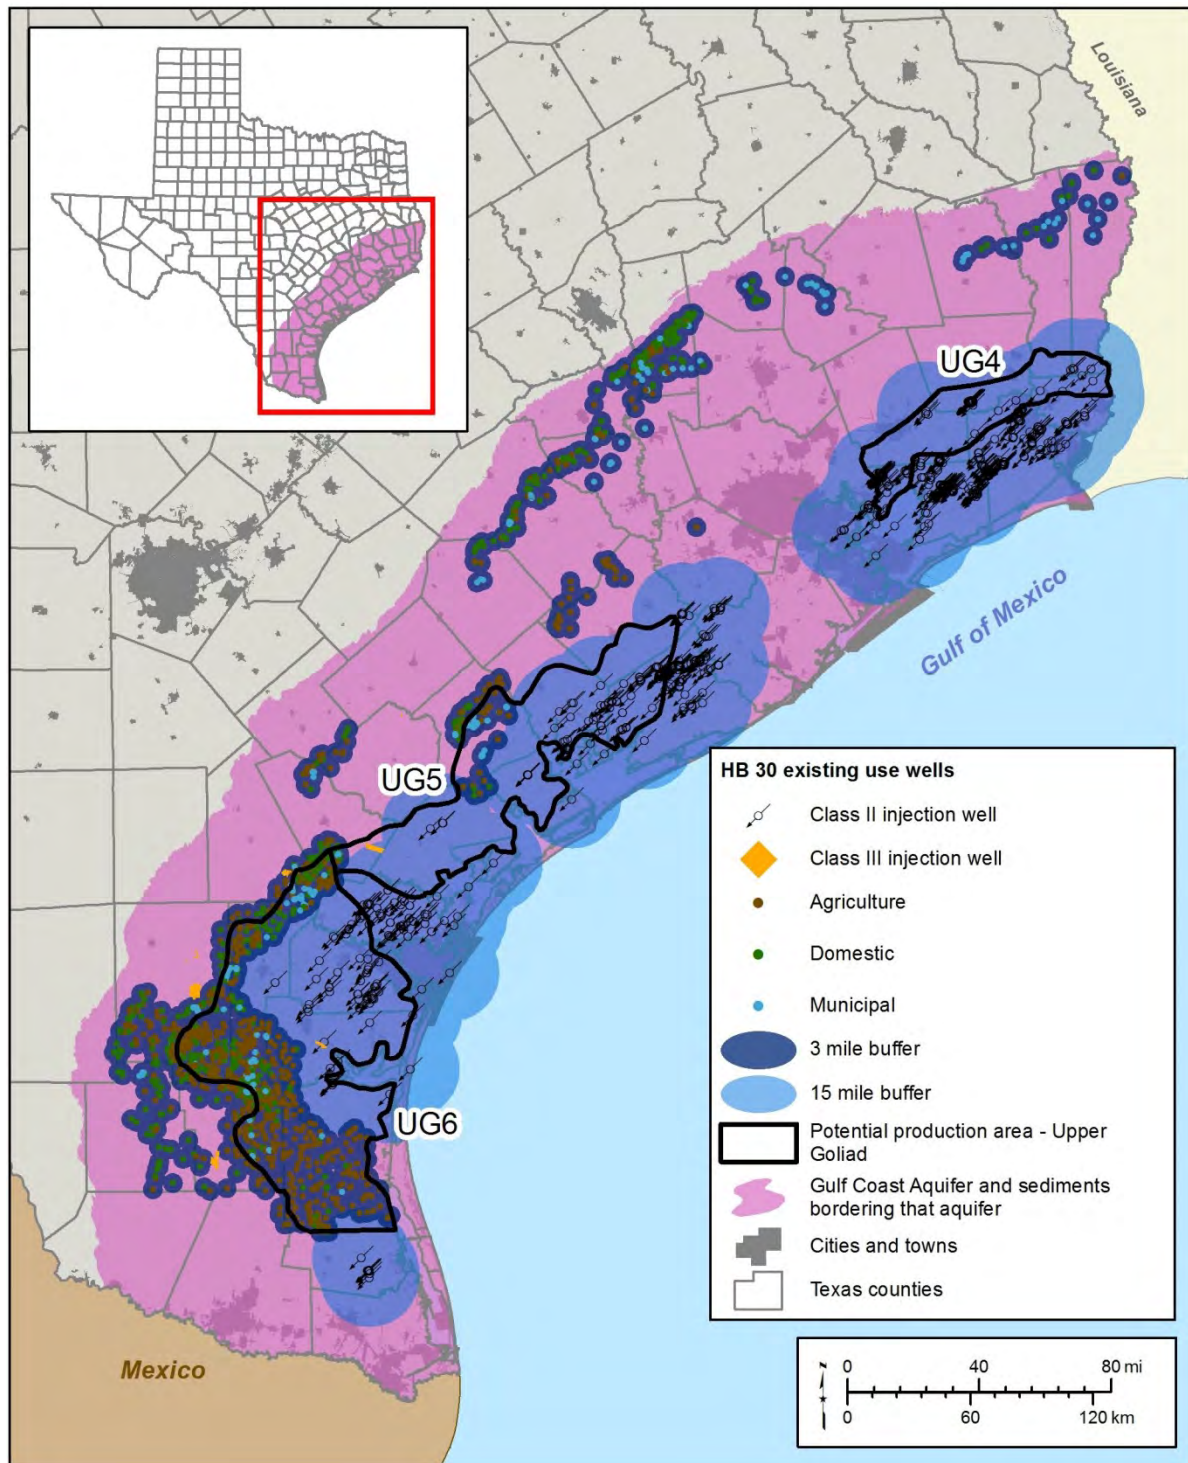 Louisiana
UG4
Gulf of Mexico
UG5
UG6
Mexico
HB 30 existing use wells
Class II injection well
Class III injection well
Agriculture
Domestic
Municipal
3 mile buffer
15 mile buffer
Potential production area - Upper
Goliad
Gulf Coast Aquifer and sediments
bordering that aquifer
Cities and towns
Texas counties
N
0 40 80 mi
0 60 120 km